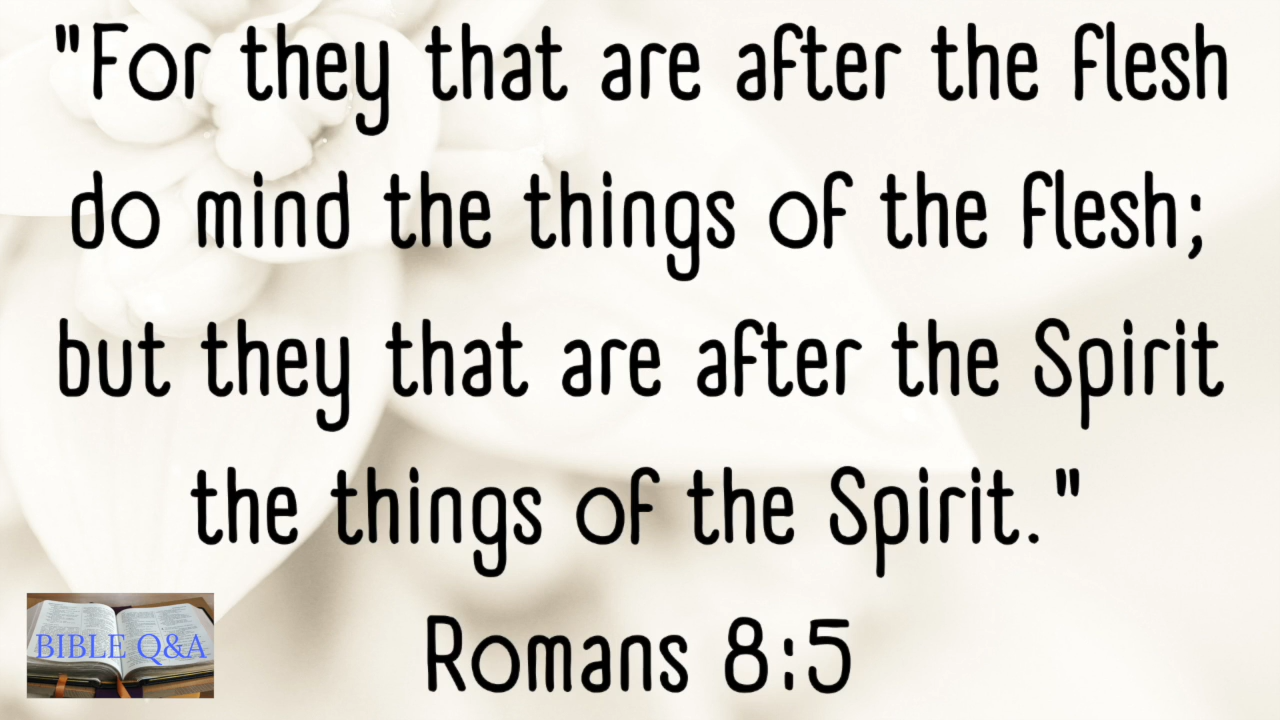 "For they that are after the flesh
do mind the things of the flesh;
but they that are after the Spirit
the things of the Spirit."
Romans 8:5
BIBLE Q&A